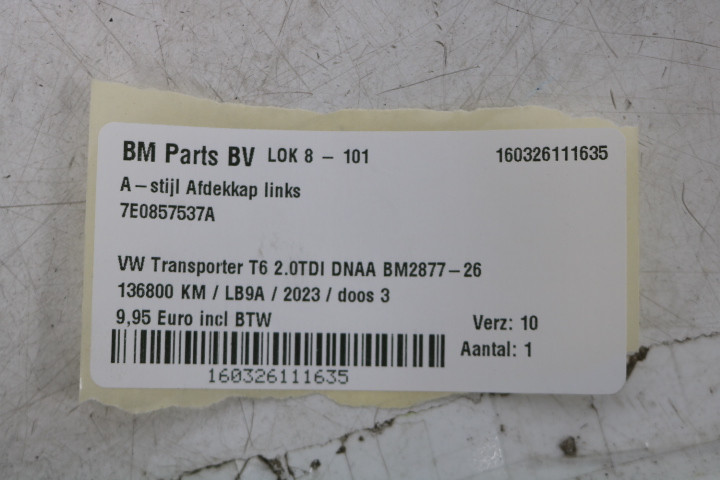 BM Parts BV LOK 8 - 101 160326111635
A-stijl Afdekkap links
7E0857537A
VW Transporter T6 2.0TDI DNAA BM2877-26
136800 KM / LB9A / 2023 / doos 3
9,95 Euro incl BTW Verz: 10
Aantal: 1
160326111635